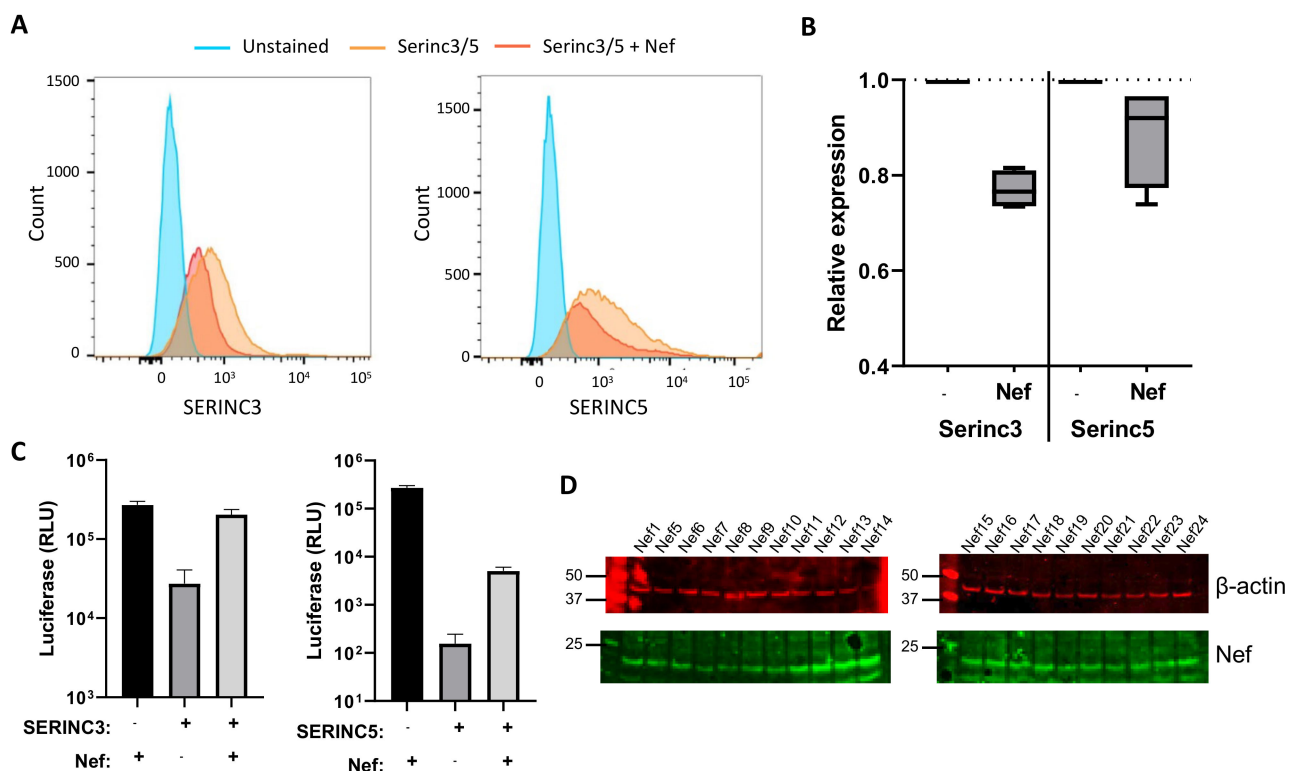 A
Unstained Serinc3/5 Serinc3/5 + Nef
1500
1000
500
0
Count
0 10³ 10⁴ 10⁵
SERINC3
1500
1000
500
0
Count
0 10³ 10⁴ 10⁵
SERINC5
B
1.0
0.8
0.6
0.4
Relative expression
- Nef - Nef
Serinc3 Serinc5
C
10⁶
10⁵
10⁴
10³
Luciferase (RLU)
SERINC3: - + +
Nef: + - +
10⁶
10⁵
10⁴
10³
10²
10¹
Luciferase (RLU)
SERINC5: - + +
Nef: + - +
D
Nef1 Nef5 Nef6 Nef7 Nef8 Nef9 Nef10 Nef11 Nef12 Nef13 Nef14
50
37
25
Nef15 Nef16 Nef17 Nef18 Nef19 Nef20 Nef21 Nef22 Nef23 Nef24
50
37
25
β-actin
Nef